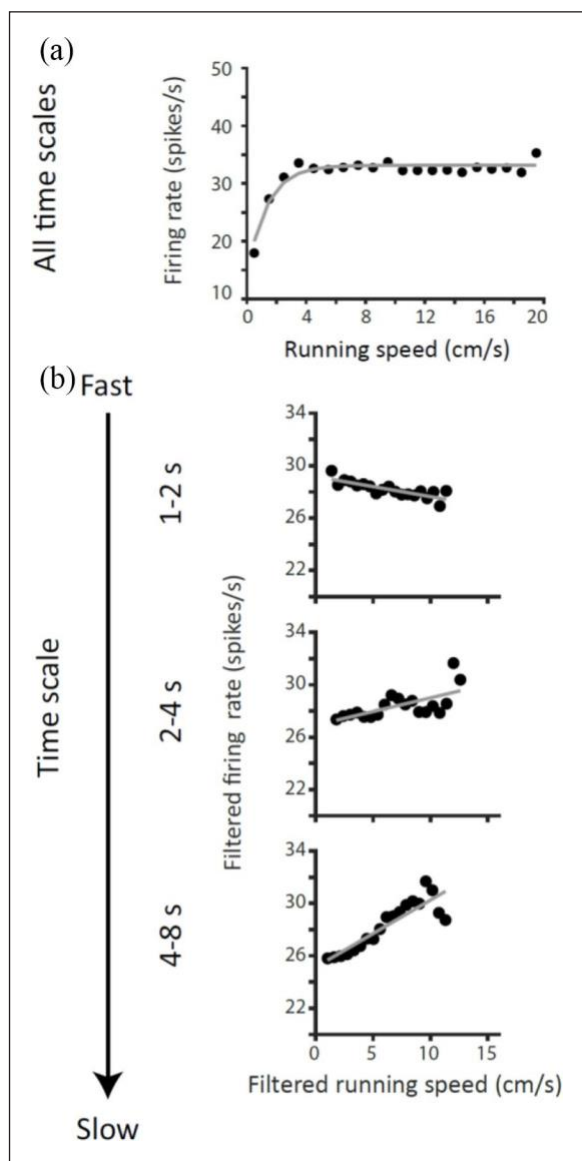 (a)
All time scales
Firing rate (spikes/s)
50
40
30
20
10
0 4 8 12 16 20
Running speed (cm/s)
(b)
Fast
Time scale
Slow
Filtered firing rate (spikes/s)
1-2 s
34
30
26
22
2-4 s
34
30
26
22
4-8 s
34
30
26
22
0 5 10 15
Filtered running speed (cm/s)